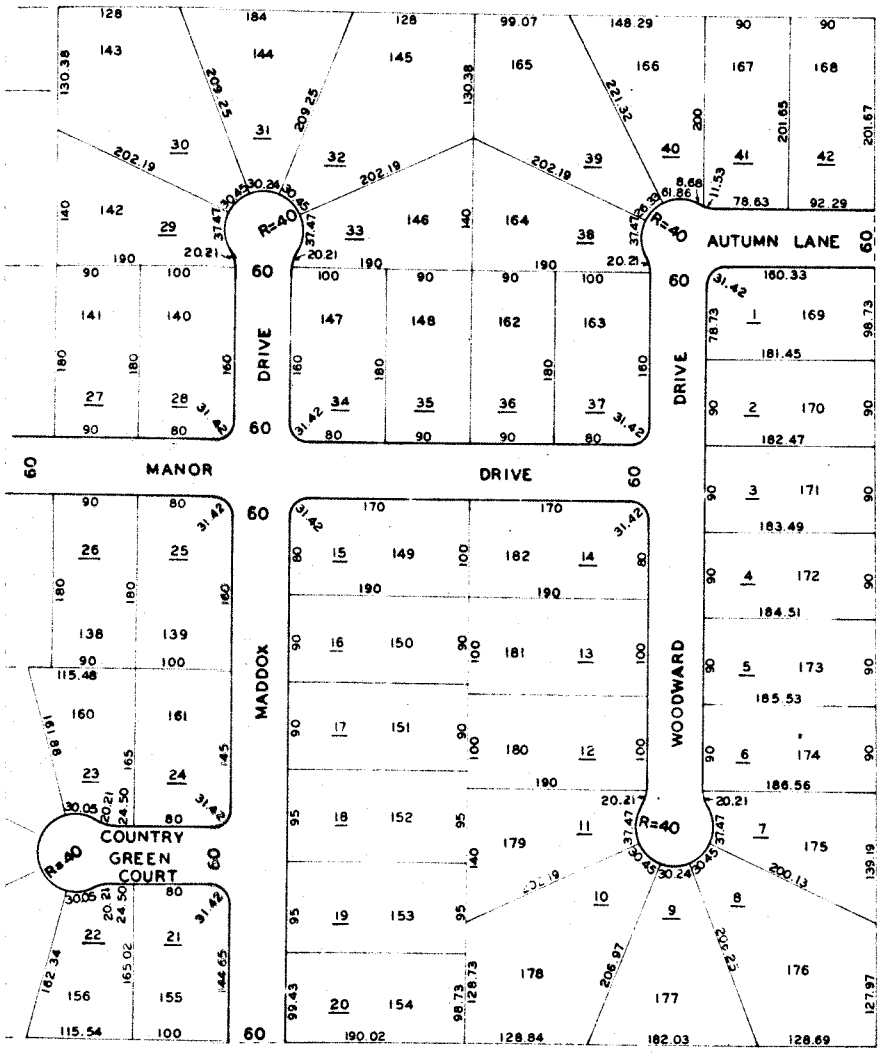 128 184 128 99.07 148.29 90 90
143 144 145 165 166 167 168
130.38 209.25 209.25 130.38 221.32 200 201.65 201.67
30 31 32 39 40 41 42
202.19 202.19 202.19 8.68 11.53
30.45 30.24 30.45 26.33 61.86 78.63 92.29
140 142 29 37.47 R=40 37.47 33 146 140 164 38 37.47 R=40 AUTUMN LANE 60
190 20.21 20.21 190 190 20.21
90 100 60 100 90 90 100 60 31.42 160.33
141 140 147 148 162 163 78.73 1 169 98.73
180 180 160 DRIVE 160 180 180 160 DRIVE 181.45
27 28 31.42 60 31.42 34 35 36 37 31.42 90 2 170 90
90 80 80 90 90 80 182.47
60 MANOR DRIVE 60
90 80 31.42 60 31.42 170 170 31.42 90 3 171 90
183.49
26 25 80 15 149 100 182 14 80
180 180 160 190 190 90 4 172 90
184.51
138 139 90 16 150 90 100 181 13 100
90 100 MADDOX WOODWARD 90 5 173 90
115.48 185.53
160 161 90 17 151 90 100 180 12 100 90 6 174 90
161.88 165 145 190 186.56
23 24 31.42
30.05 20.21 24.50 80 95 18 152 95 20.21 20.21
R=40 COUNTRY
GREEN
COURT 60 179 11 37.47 R=40 37.47 7 175 139.19
140 30.45 30.24 30.45 200.13
30.05 20.21 24.50 80 31.42 95 19 153 95 10 9 8
22 21
162.34 165.02 144.65 178 206.97 176
156 155 99.43 20 154 98.73 128.73 177 127.97
115.54 100 60 190.02 128.84 182.03 128.69